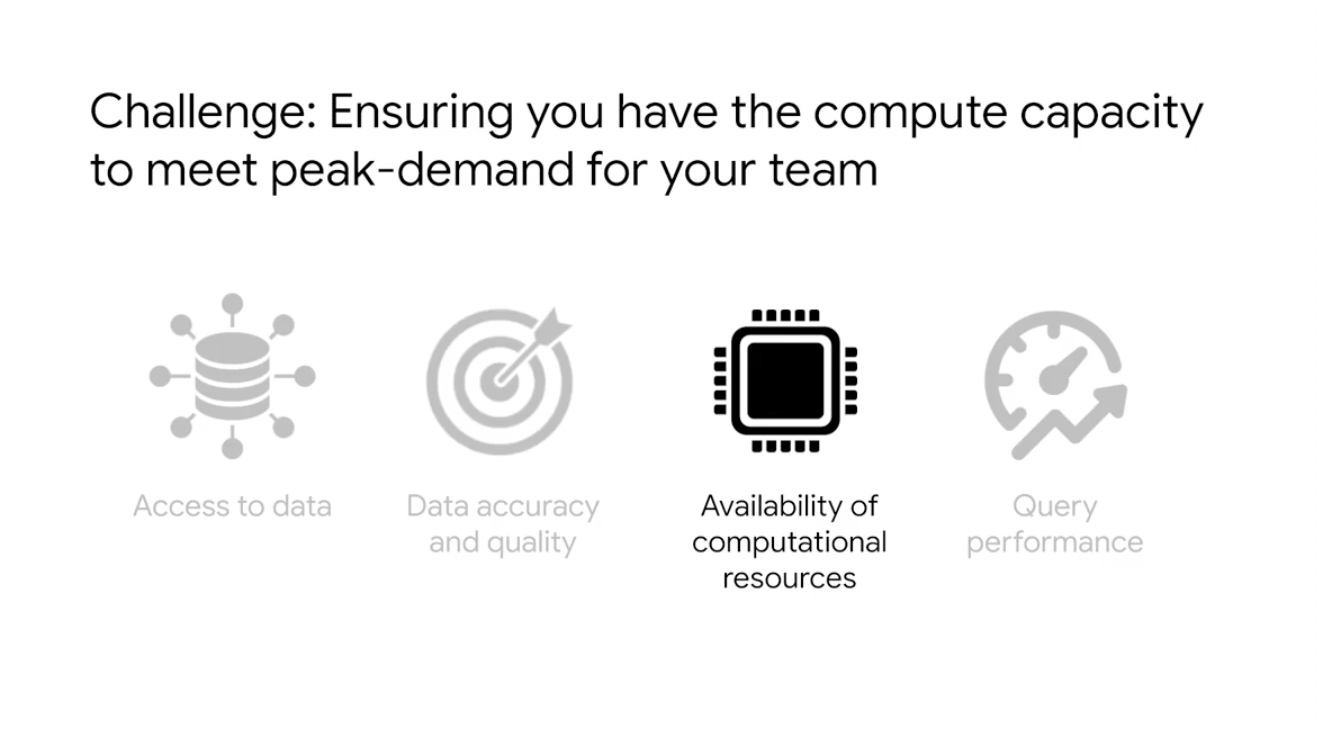 Challenge: Ensuring you have the compute capacity
to meet peak-demand for your team
Access to data
Data accuracy
and quality
Availability of
computational
resources
Query
performance